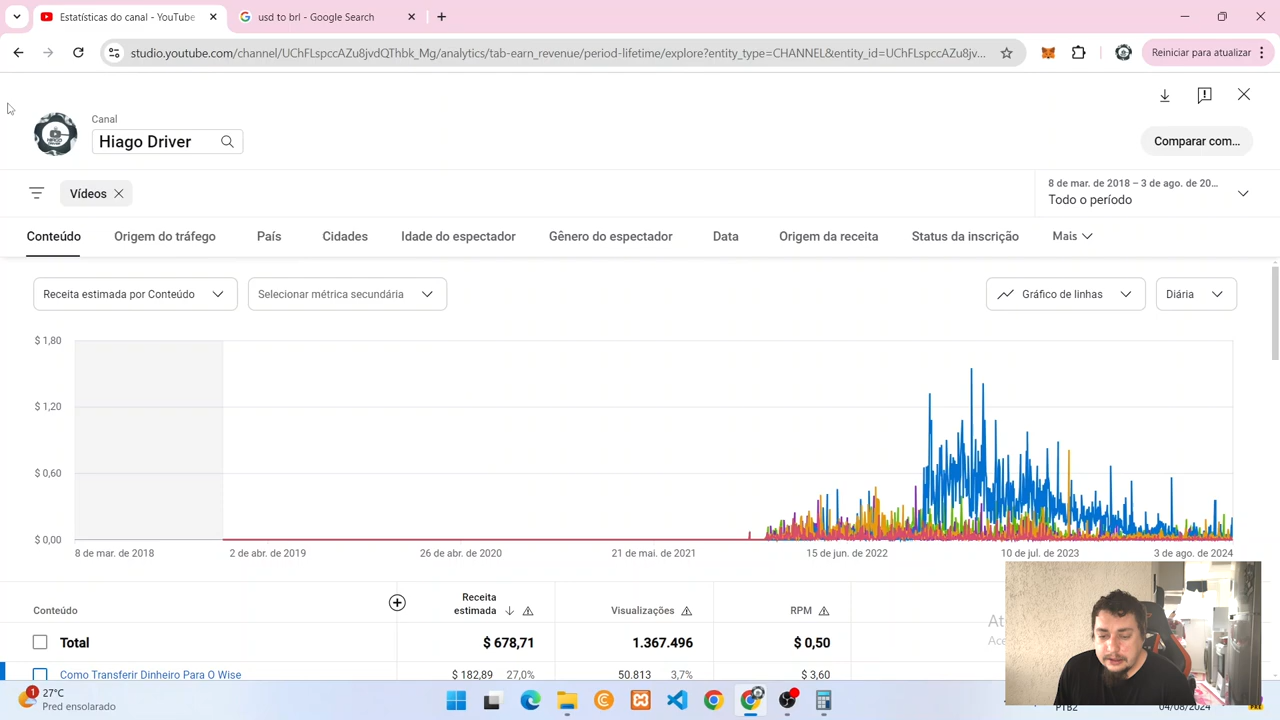 Estatísticas do canal - YouTube
usd to brl - Google Search
studio.youtube.com/channel/UChFLspccAZu8jvdQThbk_Mg/analytics/tab-earn_revenue/period-lifetime/explore?entity_type=CHANNEL&entity_id=UChFLspccAZu8jv...
Reiniciar para atualizar
Canal
Hiago Driver
Comparar com...
Vídeos
8 de mar. de 2018 – 3 de ago. de 20...
Todo o período
Conteúdo Origem do tráfego País Cidades Idade do espectador Gênero do espectador Data Origem da receita Status da inscrição Mais
Receita estimada por Conteúdo Selecionar métrica secundária Gráfico de linhas Diária
$ 1,80
$ 1,20
$ 0,60
$ 0,00
8 de mar. de 2018 2 de abr. de 2019 26 de abr. de 2020 21 de mai. de 2021 15 de jun. de 2022 10 de jul. de 2023 3 de ago. de 2024
Conteúdo Receita estimada Visualizações RPM
Total $ 678,71 1.367.496 $ 0,50
Como Transferir Dinheiro Para O Wise $ 182,89 27,0% 50.813 3,7% $ 3,60
1
27°C
Pred ensolarado
PTB2
04/08/2024